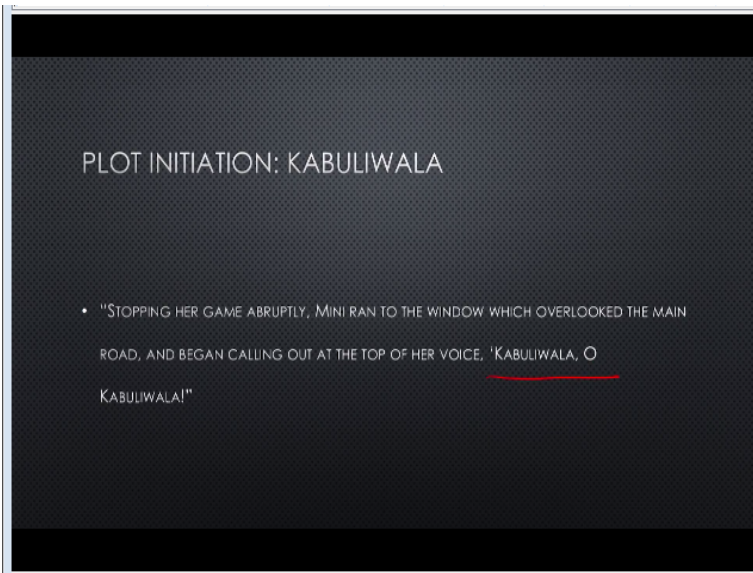 PLOT INITIATION: KABULIWALA
• "STOPPING HER GAME ABRUPTLY, MINI RAN TO THE WINDOW WHICH OVERLOOKED THE MAIN
ROAD, AND BEGAN CALLING OUT AT THE TOP OF HER VOICE, 'KABULIWALA, O
KABULIWALA!"